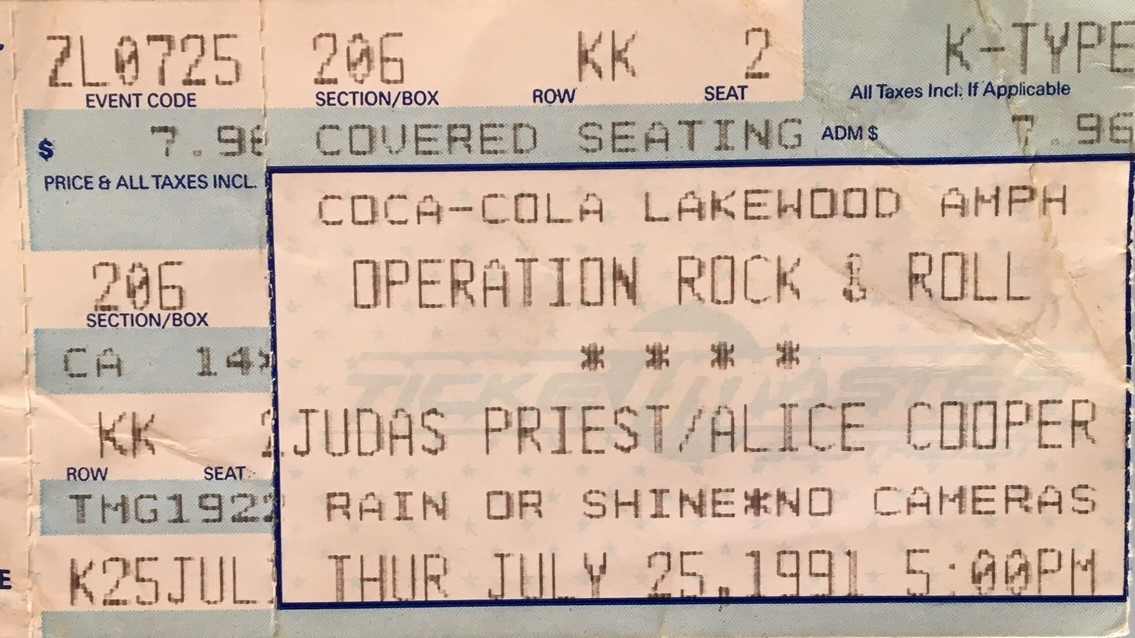 ZL0725 206 KK 2 K-TYPE
EVENT CODE SECTION/BOX ROW SEAT All Taxes Incl. If Applicable
$ 7.96 COVERED SEATING ADM $ 7.96
PRICE & ALL TAXES INCL.
COCA-COLA LAKEWOOD AMPH
206 OPERATION ROCK & ROLL
SECTION/BOX
CA 14* * * * *
TICKETMASTER
KK JUDAS PRIEST/ALICE COOPER
ROW SEAT
TMG1922 RAIN OR SHINE*NO CAMERAS
K25JUL THUR JULY 25,1991 5:00PM